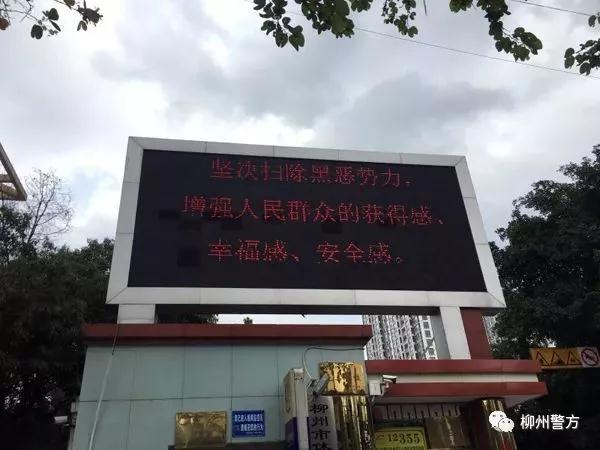 坚决扫除黑恶势力，
增强人民群众的获得感、
幸福感、安全感。
柳州市体
12355
柳州警方